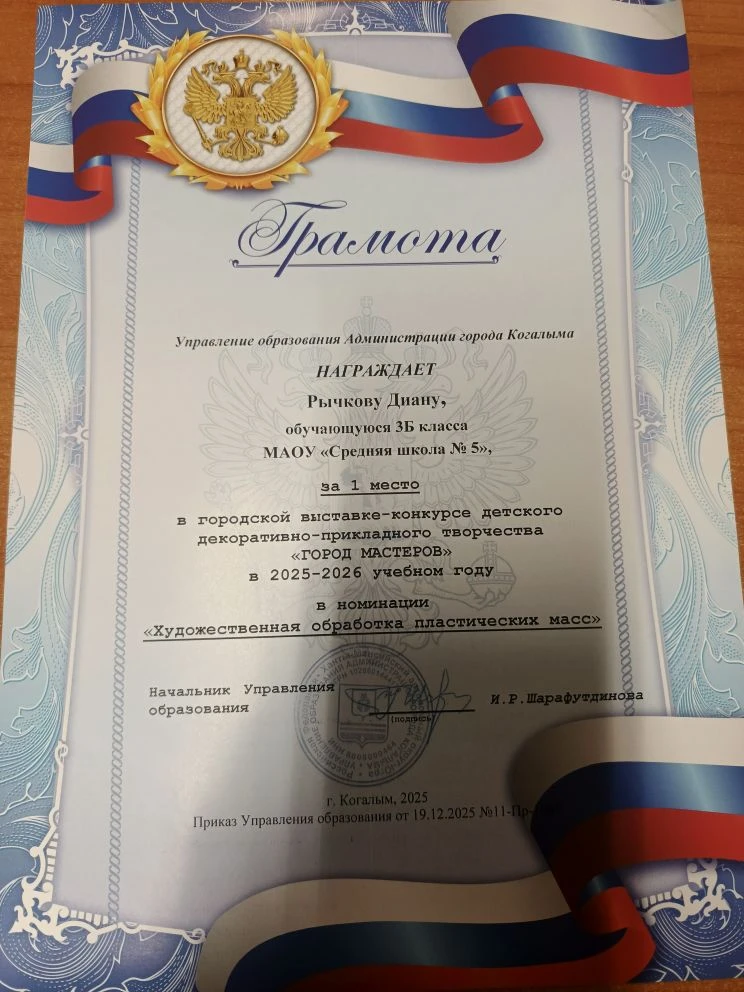 Грамота
Управление образования Администрации города Когалыма
НАГРАЖДАЕТ
Рычкову Диану,
обучающуюся 3Б класса
МАОУ «Средняя школа № 5»,
за 1 место
в городской выставке-конкурсе детского
декоративно-прикладного творчества
«ГОРОД МАСТЕРОВ»
в 2025-2026 учебном году
в номинации
«Художественная обработка пластических масс»
Начальник Управления
образования
(подпись)
И.Р.Шарафутдинова
г. Когалым, 2025
Приказ Управления образования от 19.12.2025 №11-Пр-